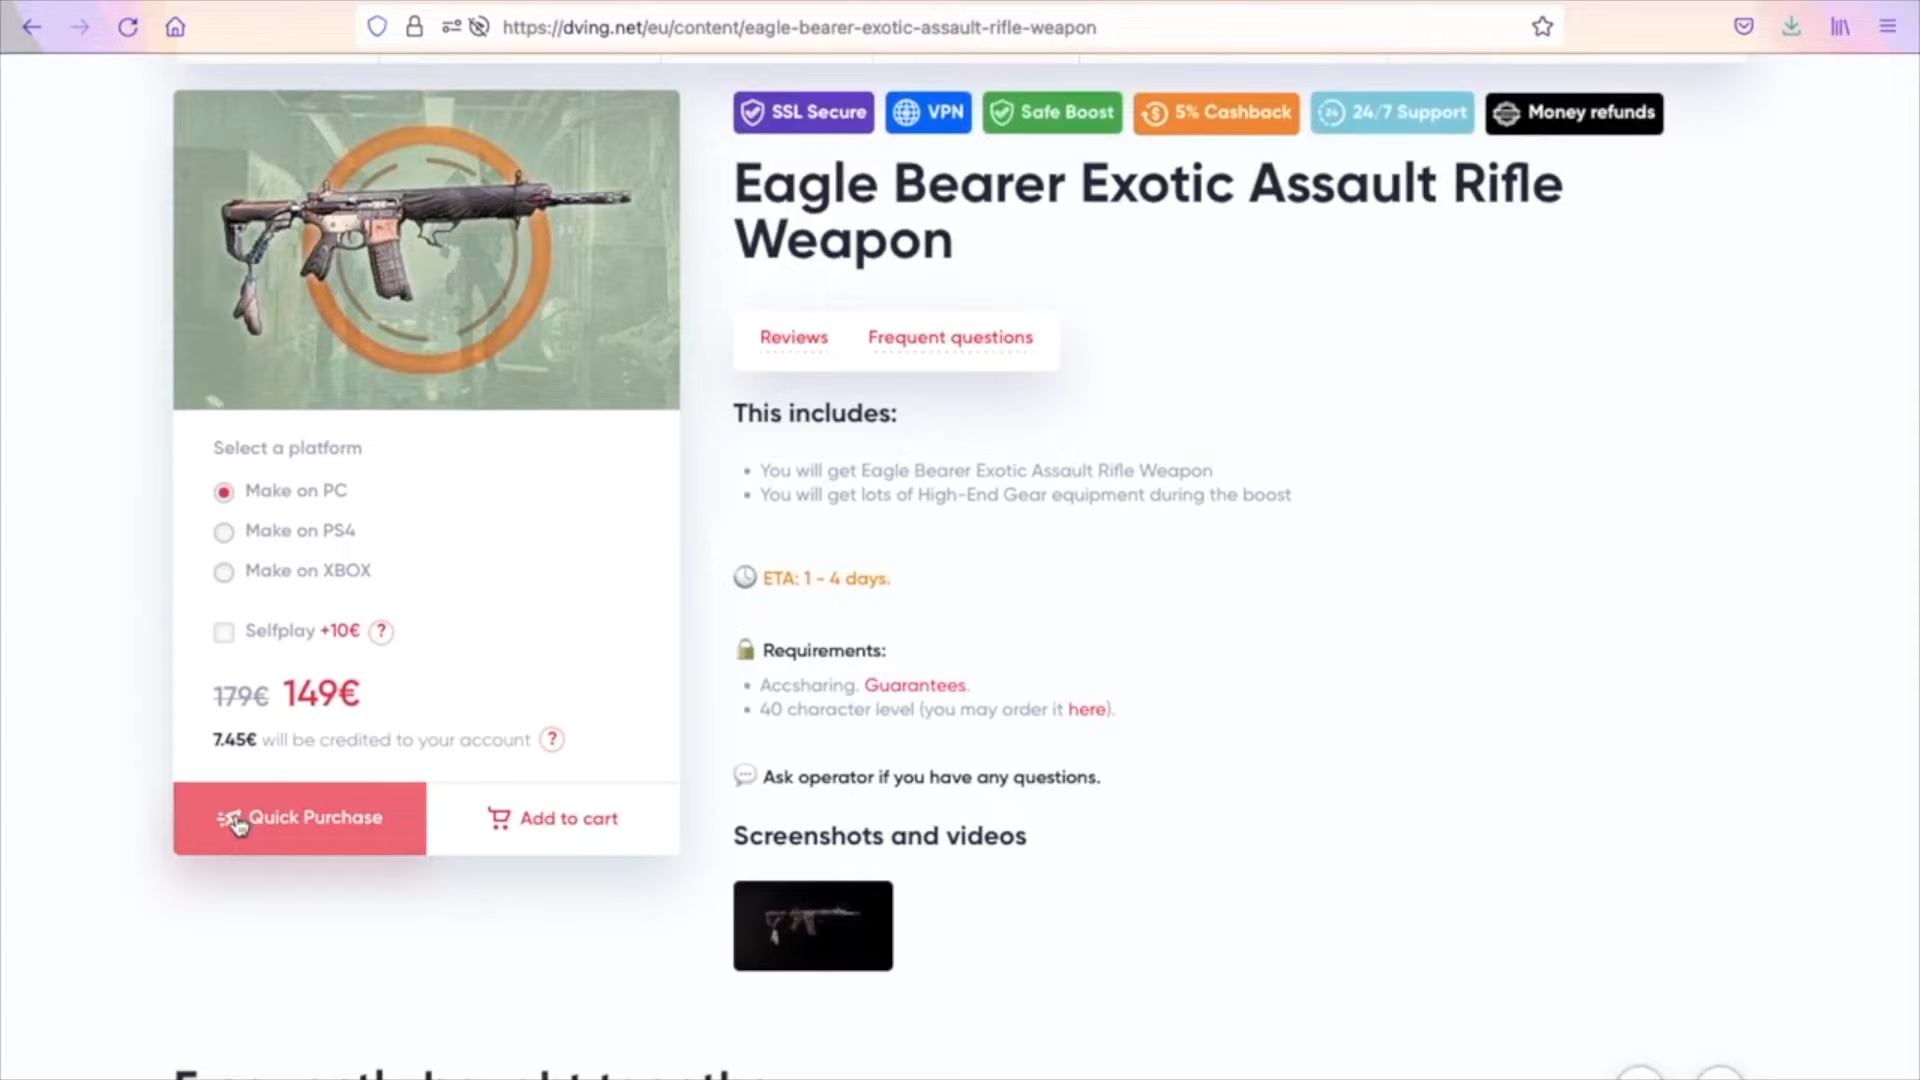 https://dving.net/eu/content/eagle-bearer-exotic-assault-rifle-weapon
SSL Secure
VPN
Safe Boost
5% Cashback
24/7 Support
Money refunds
Eagle Bearer Exotic Assault Rifle
Weapon
Reviews
Frequent questions
This includes:
• You will get Eagle Bearer Exotic Assault Rifle Weapon
• You will get lots of High-End Gear equipment during the boost
ETA: 1 - 4 days.
Requirements:
• Accsharing. Guarantees.
• 40 character level (you may order it here).
Ask operator if you have any questions.
Screenshots and videos
Select a platform
Make on PC
Make on PS4
Make on XBOX
Selfplay +10€ ?
179€ 149€
7.45€ will be credited to your account ?
Quick Purchase
Add to cart